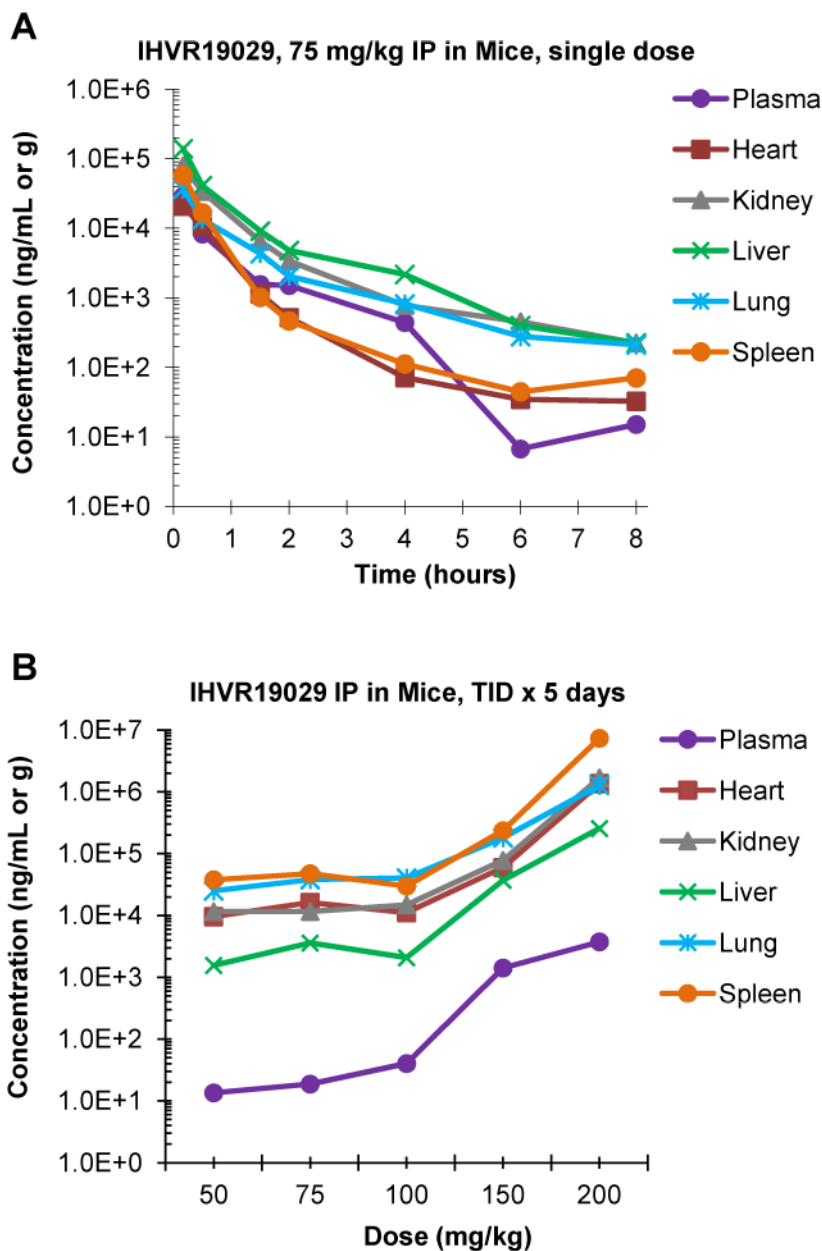 A
IHVR19029, 75 mg/kg IP in Mice, single dose
Concentration (ng/mL or g)
1.0E+6
1.0E+5
1.0E+4
1.0E+3
1.0E+2
1.0E+1
1.0E+0
0 1 2 3 4 5 6 7 8
Time (hours)
Plasma
Heart
Kidney
Liver
Lung
Spleen
B
IHVR19029 IP in Mice, TID x 5 days
Concentration (ng/mL or g)
1.0E+7
1.0E+6
1.0E+5
1.0E+4
1.0E+3
1.0E+2
1.0E+1
1.0E+0
50 75 100 150 200
Dose (mg/kg)
Plasma
Heart
Kidney
Liver
Lung
Spleen